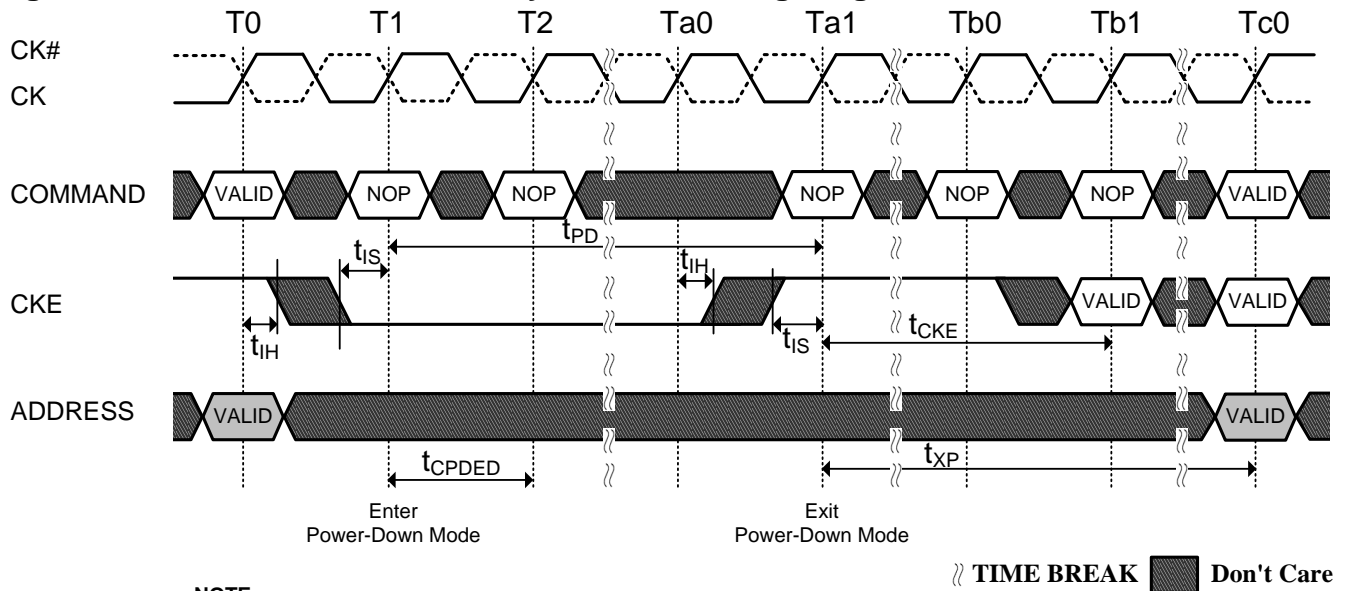 T0 T1 T2 Ta0 Ta1 Tb0 Tb1 Tc0
CK#
CK
COMMAND VALID NOP NOP NOP NOP NOP VALID
tPD
tIS tIH
CKE VALID VALID
tIH tIS tCKE
ADDRESS VALID VALID
tCPDED tXP
Enter
Power-Down Mode
Exit
Power-Down Mode
TIME BREAK Don't Care
NOTE